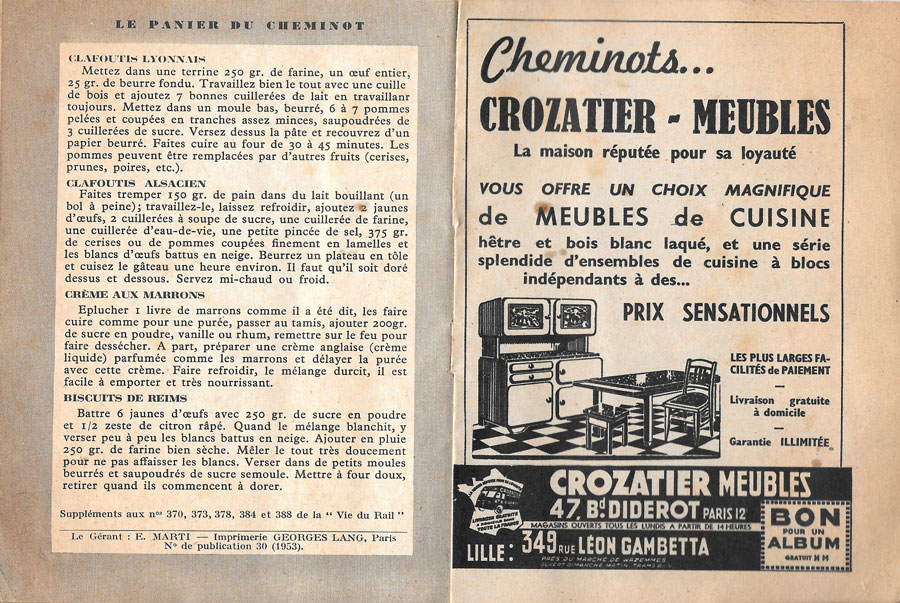 LE PANIER DU CHEMINOT
CLAFOUTIS LYONNAIS
Mettez dans une terrine 250 gr. de farine, un œuf entier,
25 gr. de beurre fondu. Travaillez bien le tout avec une cuille
de bois et ajoutez 7 bonnes cuillerées de lait en travaillant
toujours. Mettez dans un moule bas, beurré, 6 à 7 pommes
pelées et coupées en tranches assez minces, saupoudrées de
3 cuillerées de sucre. Versez dessus la pâte et recouvrez d'un
papier beurré. Faites cuire au four de 30 à 45 minutes. Les
pommes peuvent être remplacées par d'autres fruits (cerises,
prunes, poires, etc.).
CLAFOUTIS ALSACIEN
Faites tremper 150 gr. de pain dans du lait bouillant (un
bol à peine); travaillez-le, laissez refroidir, ajoutez 2 jaunes
d'œufs, 2 cuillerées à soupe de sucre, une cuillerée de farine,
une cuillerée d'eau-de-vie, une petite pincée de sel, 375 gr.
de cerises ou de pommes coupées finement en lamelles et
les blancs d'œufs battus en neige. Beurrez un plateau en tôle
et cuisez le gâteau une heure environ. Il faut qu'il soit doré
dessus et dessous. Servez mi-chaud ou froid.
CRÈME AUX MARRONS
Eplucher 1 livre de marrons comme il a été dit, les faire
cuire comme pour une purée, passer au tamis, ajouter 200gr.
de sucre en poudre, vanille ou rhum, remettre sur le feu pour
faire dessécher. A part, préparer une crème anglaise (crème
liquide) parfumée comme les marrons et délayer la purée
avec cette crème. Faire refroidir, le mélange durcit, il est
facile à emporter et très nourrissant.
BISCUITS DE REIMS
Battre 6 jaunes d'œufs avec 250 gr. de sucre en poudre
et 1/2 zeste de citron râpé. Quand le mélange blanchit, y
verser peu à peu les blancs battus en neige. Ajouter en pluie
250 gr. de farine bien sèche. Mêler le tout très doucement
pour ne pas affaisser les blancs. Verser dans de petits moules
beurrés et saupoudrés de sucre semoule. Mettre à four doux,
retirer quand ils commencent à dorer.
Suppléments aux nos 370, 373, 378, 384 et 388 de la “ Vie du Rail ”
Le Gérant : E. MARTI — Imprimerie GEORGES LANG, Paris
No de publication 30 (1953).
Cheminots...
CROZATIER - MEUBLES
La maison réputée pour sa loyauté
VOUS OFFRE UN CHOIX MAGNIFIQUE
de MEUBLES de CUISINE
hêtre et bois blanc laqué, et une série
splendide d'ensembles de cuisine à blocs
indépendants à des...
PRIX SENSATIONNELS
LES PLUS LARGES FA-
CILITÉS de PAIEMENT
—
Livraison gratuite
à domicile
—
Garantie ILLIMITÉE
LIVRAISON GRATUITE
A DOMICILE DANS
TOUTE LA FRANCE
CROZATIER MEUBLES
47, Bd DIDEROT PARIS 12e
MAGASINS OUVERTS TOUS LES LUNDIS A PARTIR DE 14 HEURES
LILLE : 349 RUE LÉON GAMBETTA
PRÈS DU MARCHÉ DE WAZEMMES
OUVERT DIMANCHE MATIN, TRAMS
BON
POUR UN
ALBUM
GRATUIT H M